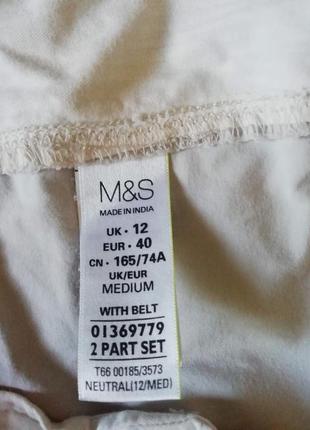 M&S
MADE IN INDIA
UK • 12
EUR • 40
CN • 165/74A
UK/EUR
MEDIUM
WITH BELT
01369779
2 PART SET
T66 00185/3573
NEUTRAL(12/MED)